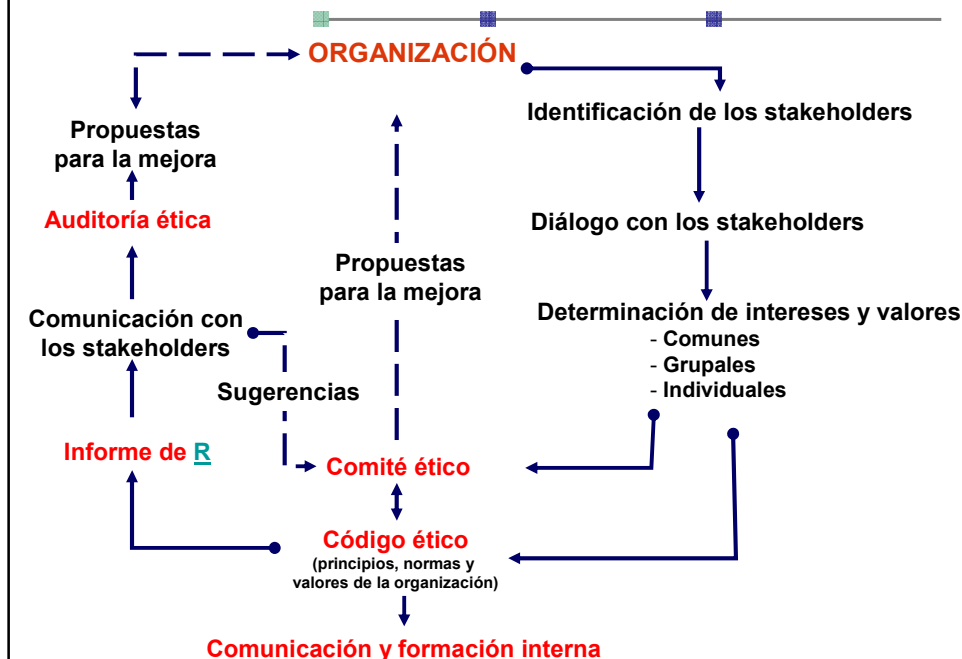 ORGANIZACIÓN
Identificación de los stakeholders
Propuestas
para la mejora
Auditoría ética
Diálogo con los stakeholders
Propuestas
para la mejora
Comunicación con
los stakeholders
Determinación de intereses y valores
- Comunes
- Grupales
- Individuales
Sugerencias
Informe de R
Comité ético
Código ético
(principios, normas y
valores de la organización)
Comunicación y formación interna